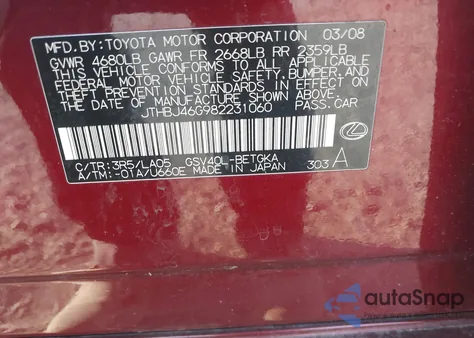 MFD. BY: TOYOTA MOTOR CORPORATION 03/08
GVWR 4680LB GAWR FR 2668LB RR 2359LB
THIS VEHICLE CONFORMS TO ALL APPLICABLE
FEDERAL MOTOR VEHICLE SAFETY, BUMPER, AND
THEFT PREVENTION STANDARDS IN EFFECT ON
THE DATE OF MANUFACTURE SHOWN ABOVE.
JTHBJ46G982231060 PASS. CAR
C/TR: 3R5/LA05 GSV40L-BETGKA
A/TM: -01A/U660E MADE IN JAPAN 303 A
autoSnap